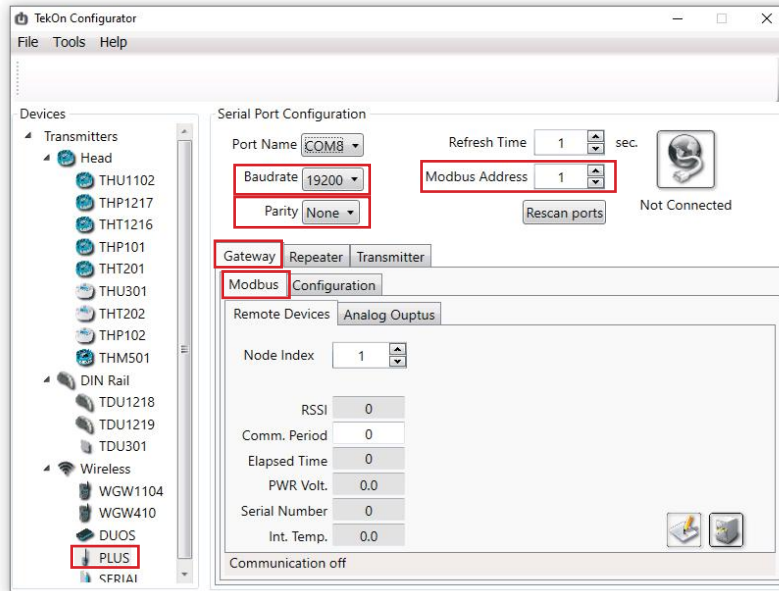 TekOn Configurator
File Tools Help
Devices
Transmitters
Head
THU1102
THP1217
THT1216
THP101
THT201
THU301
THT202
THP102
THM501
DIN Rail
TDU1218
TDU1219
TDU301
Wireless
WGW1104
WGW410
DUOS
PLUS
SERIAL
Serial Port Configuration
Port Name COM8
Refresh Time 1 sec.
Baudrate 19200
Modbus Address 1
Parity None
Rescan ports
Not Connected
Gateway Repeater Transmitter
Modbus Configuration
Remote Devices Analog Ouptus
Node Index 1
RSSI 0
Comm. Period 0
Elapsed Time 0
PWR Volt. 0.0
Serial Number 0
Int. Temp. 0.0
Communication off